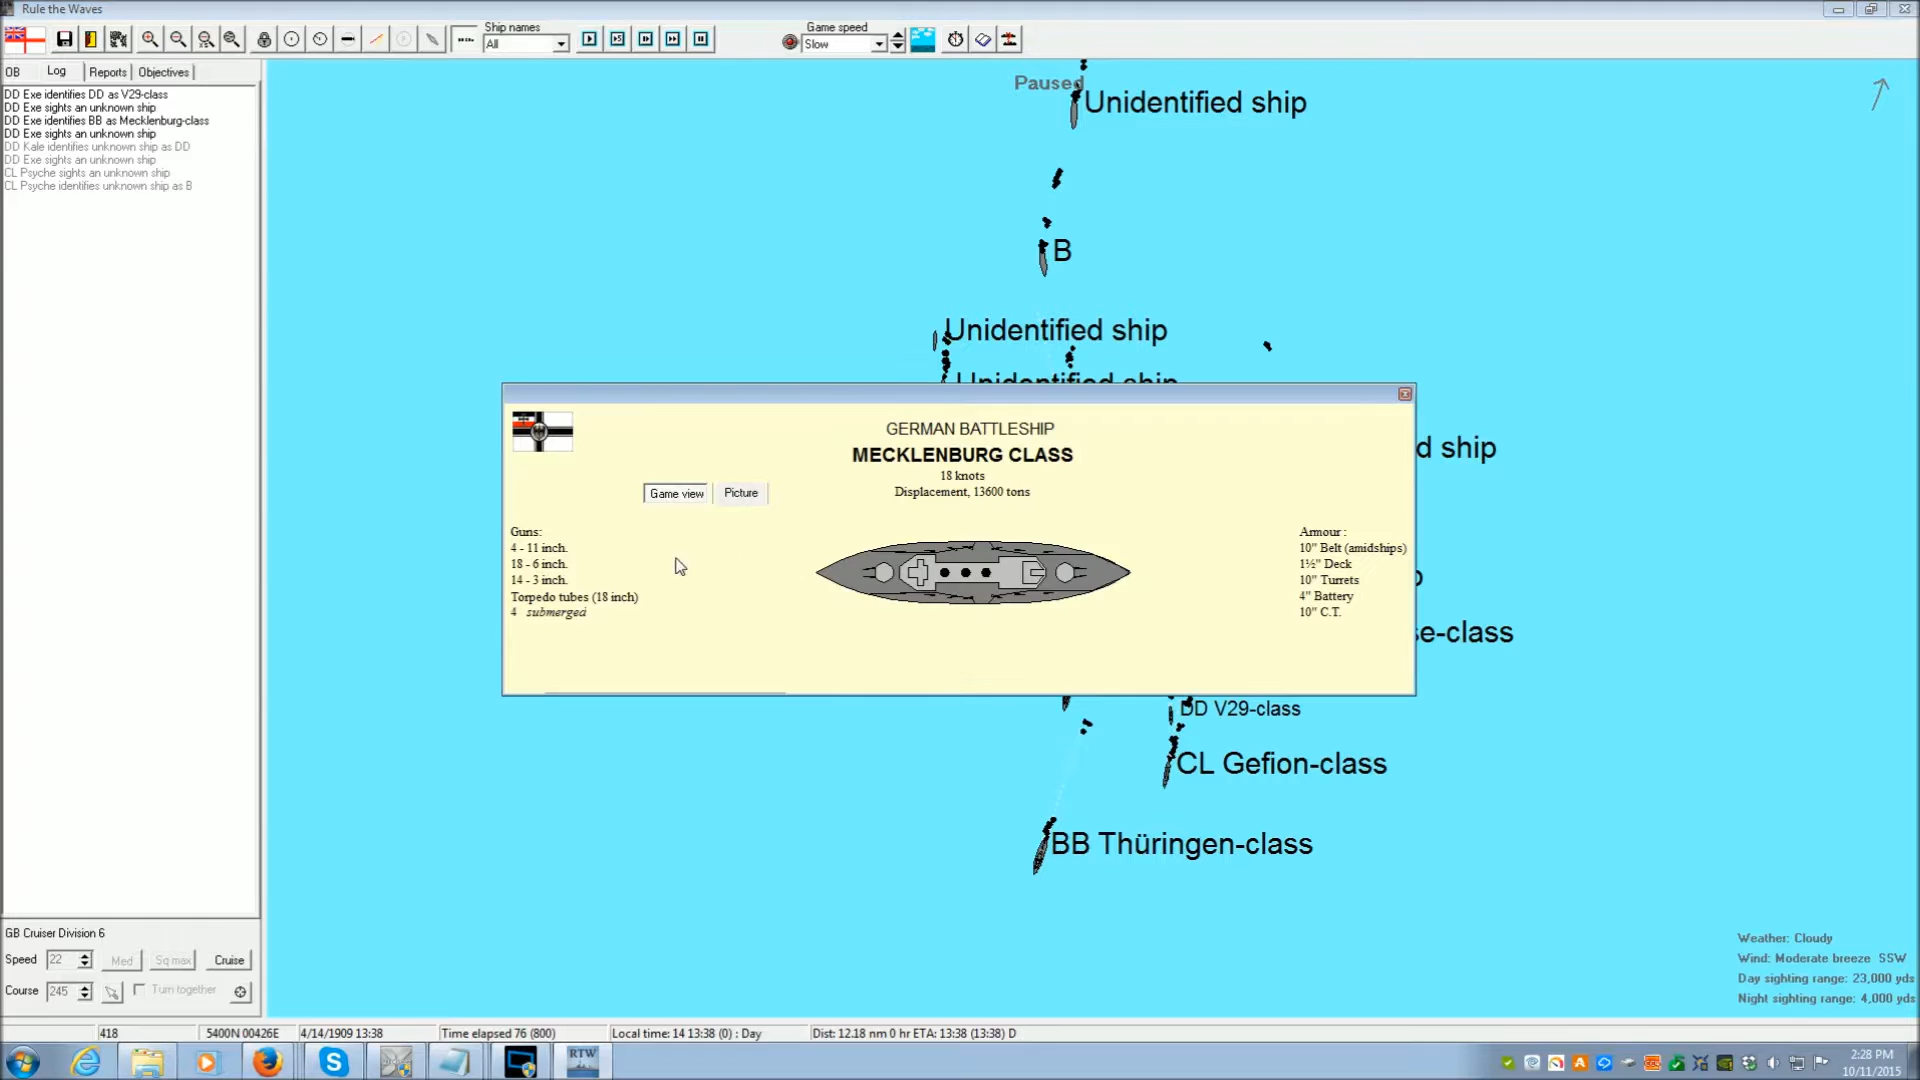 Rule the Waves
Ship names
All
Game speed
Slow
OB
Log
Reports
Objectives
DD Exe identifies DD as V29-class
DD Exe sights an unknown ship
DD Exe identifies BB as Mecklenburg-class
DD Exe sights an unknown ship
DD Kale identifies unknown ship as DD
DD Exe sights an unknown ship
CL Psyche sights an unknown ship
CL Psyche identifies unknown ship as B
Paused
Unidentified ship
B
Unidentified ship
Unidentified ship
d ship
se-class
DD V29-class
CL Gefion-class
BB Thüringen-class
GERMAN BATTLESHIP
MECKLENBURG CLASS
18 knots
Displacement, 13600 tons
Game view
Picture
Guns:
4 - 11 inch.
18 - 6 inch.
14 - 3 inch.
Torpedo tubes (18 inch)
4 submerged
Armour :
10" Belt (amidships)
1½" Deck
10" Turrets
4" Battery
10" C.T.
GB Cruiser Division 6
Speed 22 Med Sq max Cruise
Course 245 Turn together
Weather: Cloudy
Wind: Moderate breeze SSW
Day sighting range: 23,000 yds
Night sighting range: 4,000 yds
418
5400N 00426E
4/14/1909 13:38
Time elapsed 76 (800)
Local time: 14 13:38 (0) : Day
Dist: 12.18 nm 0 hr ETA: 13:38 (13:38) D
RTW
2:28 PM
10/11/2015